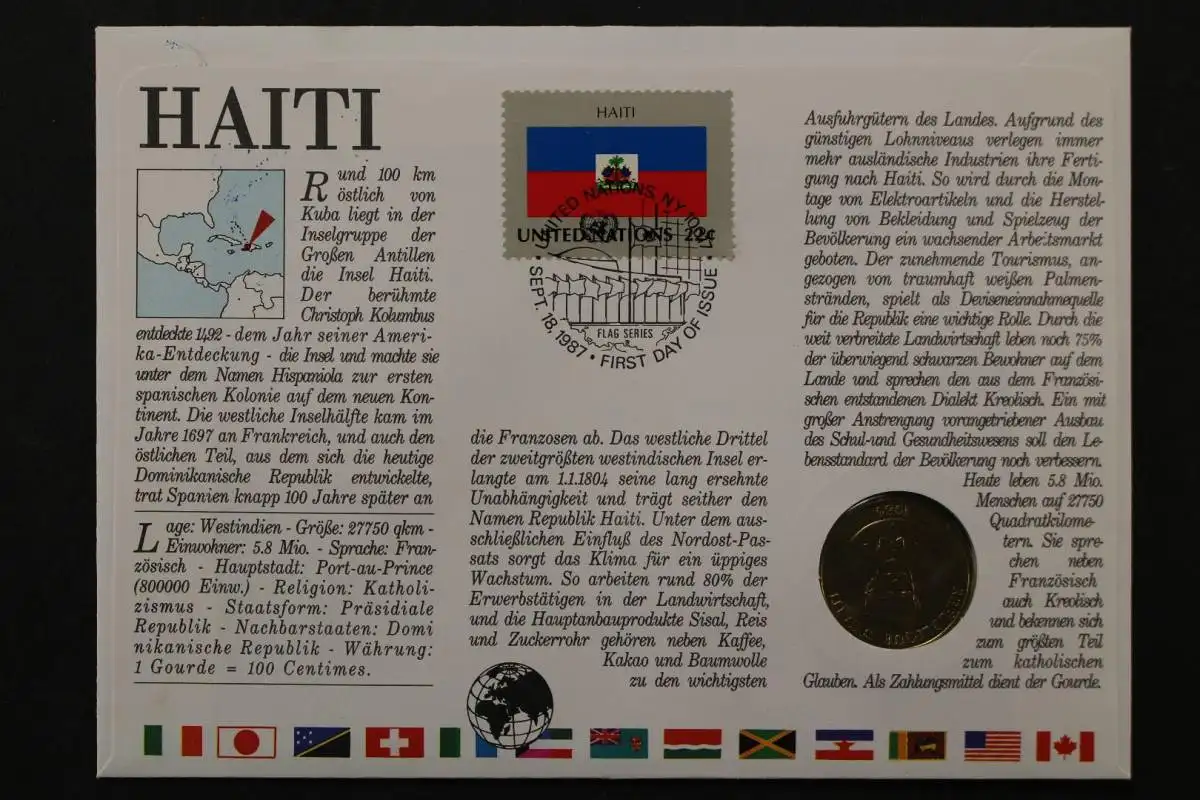 HAITI
Rund 100 km
östlich von
Kuba liegt in der
Inselgruppe der
Großen Antillen
die Insel Haiti.
Der berühmte
Christoph Kolumbus
entdeckte 1492 - dem Jahr seiner Ameri-
ka-Entdeckung - die Insel und machte sie
unter dem Namen Hispaniola zur ersten
spanischen Kolonie auf dem neuen Kon-
tinent. Die westliche Inselhälfte kam im
Jahre 1697 an Frankreich, und auch den
östlichen Teil, aus dem sich die heutige
Dominikanische Republik entwickelte,
trat Spanien knapp 100 Jahre später an
Lage: Westindien - Größe: 27750 qkm -
Einwohner: 5.8 Mio. - Sprache: Fran-
zösisch - Hauptstadt: Port-au-Prince
(800000 Einw.) - Religion: Katholi-
zismus - Staatsform: Präsidiale
Republik - Nachbarstaaten: Domi
nikanische Republik - Währung:
1 Gourde = 100 Centimes.
HAITI
UNITED NATIONS 22¢
UNITED NATIONS, NY
SEPT. 18, 1987 • FIRST DAY OF ISSUE
FLAG SERIES
die Franzosen ab. Das westliche Drittel
der zweitgrößten westindischen Insel er-
langte am 1.1.1804 seine lang ersehnte
Unabhängigkeit und trägt seither den
Namen Republik Haiti. Unter dem aus-
schließlichen Einfluß des Nordost-Pas-
sats sorgt das Klima für ein üppiges
Wachstum. So arbeiten rund 80% der
Erwerbstätigen in der Landwirtschaft,
und die Hauptanbauprodukte Sisal, Reis
und Zuckerrohr gehören neben Kaffee,
Kakao und Baumwolle
zu den wichtigsten
Ausfuhrgütern des Landes. Aufgrund des
günstigen Lohnniveaus verlegen immer
mehr ausländische Industrien ihre Ferti-
gung nach Haiti. So wird durch die Mon-
tage von Elektroartikeln und die Herstel-
lung von Bekleidung und Spielzeug der
Bevölkerung ein wachsender Arbeitsmarkt
geboten. Der zunehmende Tourismus, an-
gezogen von traumhaft weißen Palmen-
stränden, spielt als Deviseneinnahmequelle
für die Republik eine wichtige Rolle. Durch die
weit verbreitete Landwirtschaft leben noch 75%
der überwiegend schwarzen Bewohner auf dem
Lande und sprechen den aus dem Französi-
schen entstandenen Dialekt Kreolisch. Ein mit
großer Anstrengung vorangetriebener Ausbau
des Schul-und Gesundheitswesens soll den Le-
bensstandard der Bevölkerung noch verbessern.
Heute leben 5.8 Mio.
Menschen auf 27750
Quadratkilome-
tern. Sie spre-
chen neben
Französisch
auch Kreolisch
und bekennen sich
zum größten Teil
zum katholischen
Glauben. Als Zahlungsmittel dient der Gourde.